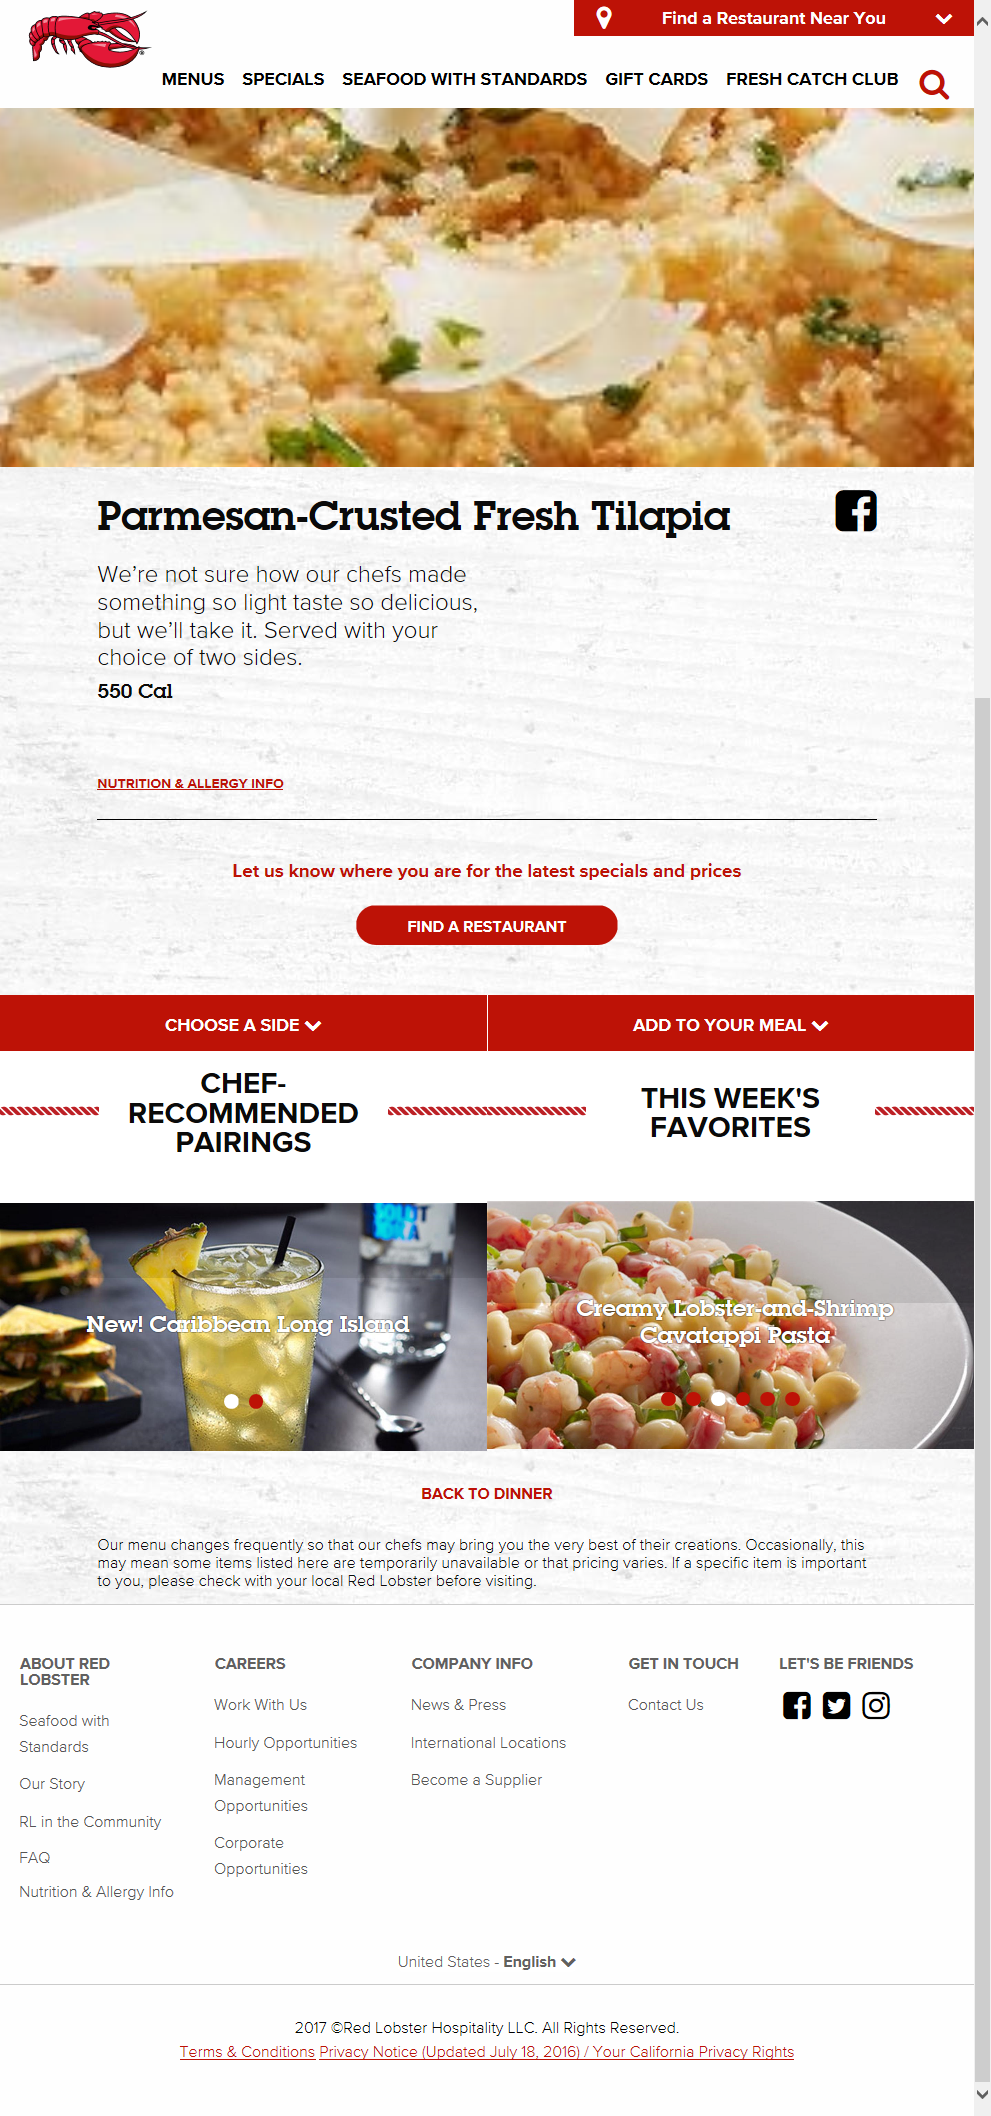 Find a Restaurant Near You
MENUS SPECIALS SEAFOOD WITH STANDARDS GIFT CARDS FRESH CATCH CLUB
Parmesan-Crusted Fresh Tilapia
We're not sure how our chefs made
something so light taste so delicious,
but we'll take it. Served with your
choice of two sides.
550 Cal
NUTRITION & ALLERGY INFO
Let us know where you are for the latest specials and prices
FIND A RESTAURANT
CHOOSE A SIDE
ADD TO YOUR MEAL
CHEF-
RECOMMENDED
PAIRINGS
THIS WEEK'S
FAVORITES
New! Caribbean Long Island
Creamy Lobster-and-Shrimp
Cavatappi Pasta
BACK TO DINNER
Our menu changes frequently so that our chefs may bring you the very best of their creations. Occasionally, this
may mean some items listed here are temporarily unavailable or that pricing varies. If a specific item is important
to you, please check with your local Red Lobster before visiting.
ABOUT RED
LOBSTER
Seafood with
Standards
Our Story
RL in the Community
FAQ
Nutrition & Allergy Info
CAREERS
Work With Us
Hourly Opportunities
Management
Opportunities
Corporate
Opportunities
COMPANY INFO
News & Press
International Locations
Become a Supplier
GET IN TOUCH
Contact Us
LET'S BE FRIENDS
United States - English
2017 ©Red Lobster Hospitality LLC. All Rights Reserved.
Terms & Conditions Privacy Notice (Updated July 18, 2016) / Your California Privacy Rights